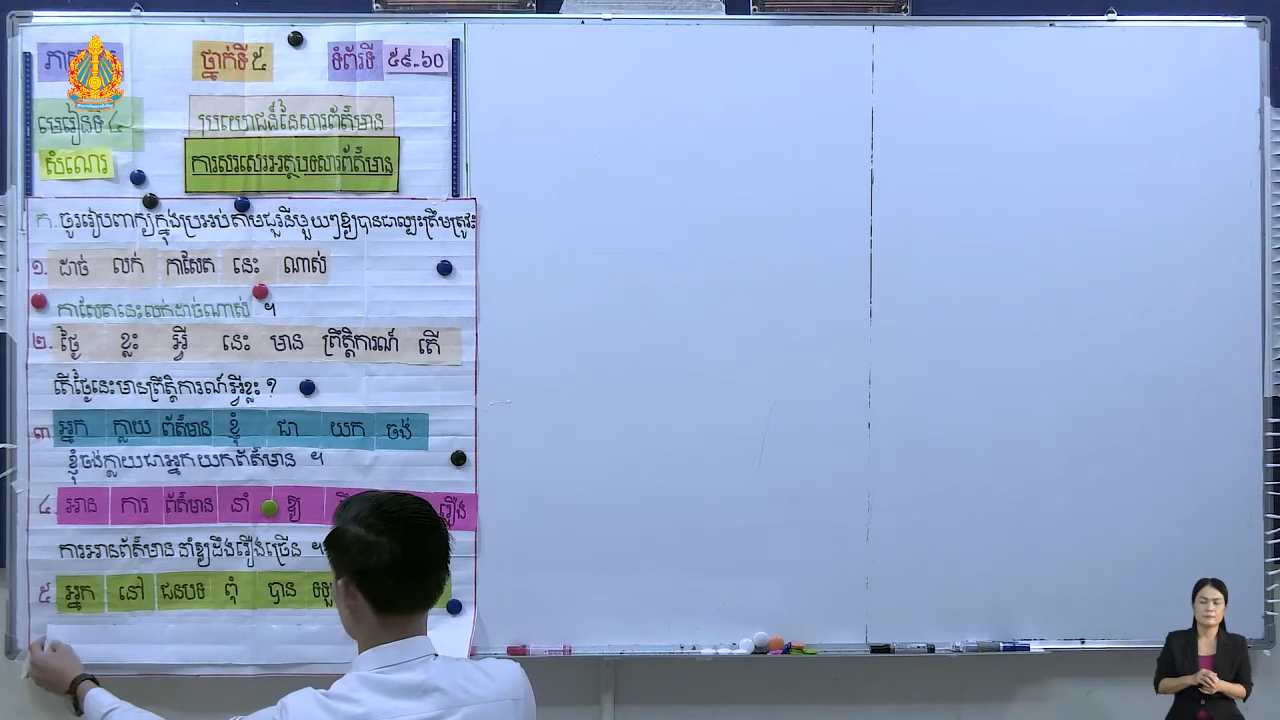 ថ្នាក់ទី៥ ទំព័រទី ៥៩-៦០
មេរៀនទី ៤ ប្រយោជន៍នៃសារព័ត៌មាន
សំណេរ ការសរសេរអត្ថបទសារព័ត៌មាន
ក. ចូររៀបពាក្យក្នុងប្រអប់តាមជួរនីមួយៗឱ្យបានជាល្បះត្រឹមត្រូវ៖
១. ដាច់ លក់ កាសែត នេះ ណាស់
កាសែតនេះលក់ដាច់ណាស់ ។
២. ថ្ងៃ ខ្លះ អ្វី នេះ មាន ព្រឹត្តិការណ៍ តើ
តើថ្ងៃនេះមានព្រឹត្តិការណ៍អ្វីខ្លះ ?
៣. អ្នក ក្លាយ ព័ត៌មាន ខ្ញុំ ជា យក ចង់
ខ្ញុំចង់ក្លាយជាអ្នកយកព័ត៌មាន ។
៤. អាន ការ ព័ត៌មាន នាំ ឱ្យ រឿង
ការអានព័ត៌មាន នាំឱ្យដឹងរឿងច្រើន ។
៥. អ្នក នៅ ជនបទ ពុំ បាន